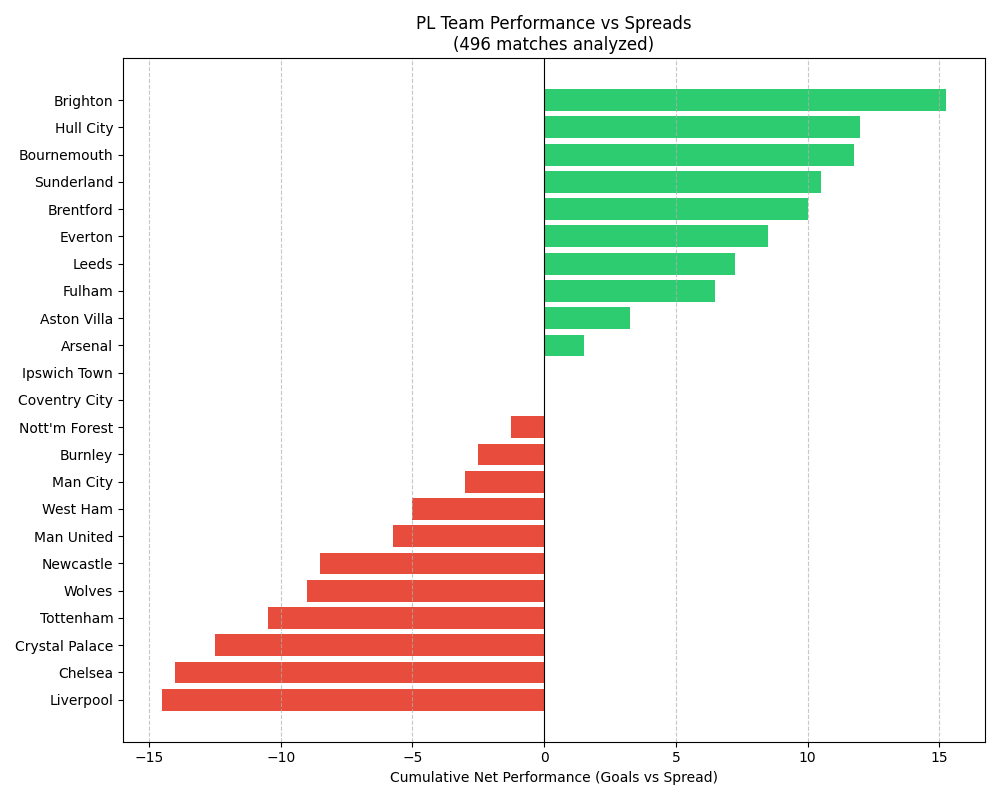 PL Team Performance vs Spreads
(496 matches analyzed)
Brighton
Hull City
Bournemouth
Sunderland
Brentford
Everton
Leeds
Fulham
Aston Villa
Arsenal
Ipswich Town
Coventry City
Nott'm Forest
Burnley
Man City
West Ham
Man United
Newcastle
Wolves
Tottenham
Crystal Palace
Chelsea
Liverpool
−15 −10 −5 0 5 10 15
Cumulative Net Performance (Goals vs Spread)